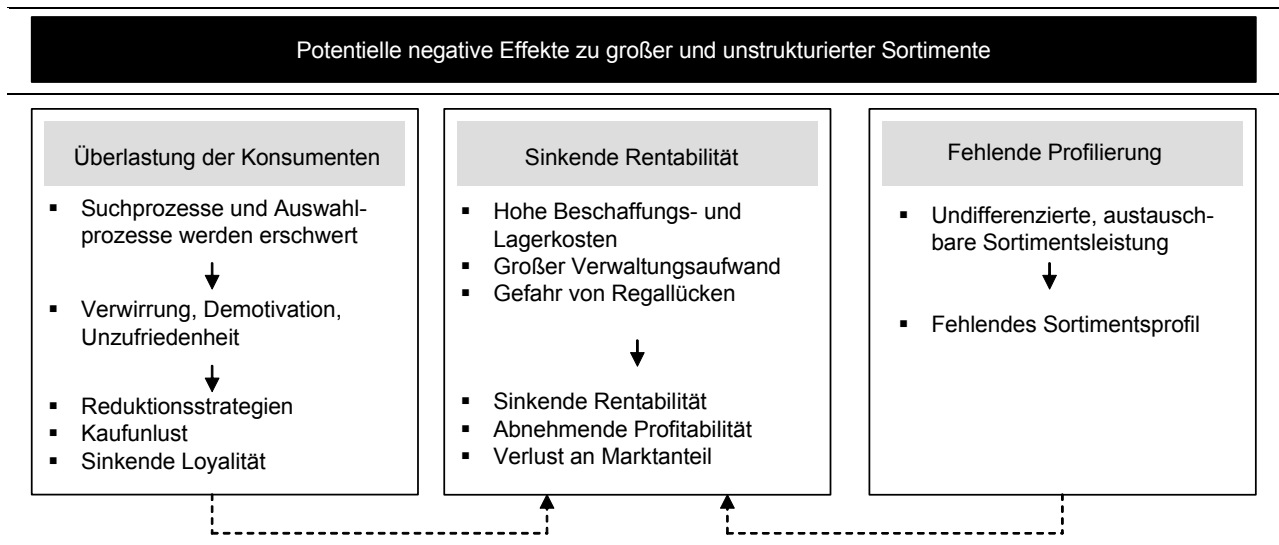 Potentielle negative Effekte zu großer und unstrukturierter Sortimente
Überlastung der Konsumenten
▪ Suchprozesse und Auswahl-
prozesse werden erschwert
▪ Verwirrung, Demotivation,
Unzufriedenheit
▪ Reduktionsstrategien
▪ Kaufunlust
▪ Sinkende Loyalität
Sinkende Rentabilität
▪ Hohe Beschaffungs- und
Lagerkosten
▪ Großer Verwaltungsaufwand
▪ Gefahr von Regallücken
▪ Sinkende Rentabilität
▪ Abnehmende Profitabilität
▪ Verlust an Marktanteil
Fehlende Profilierung
▪ Undifferenzierte, austausch-
bare Sortimentsleistung
▪ Fehlendes Sortimentsprofil